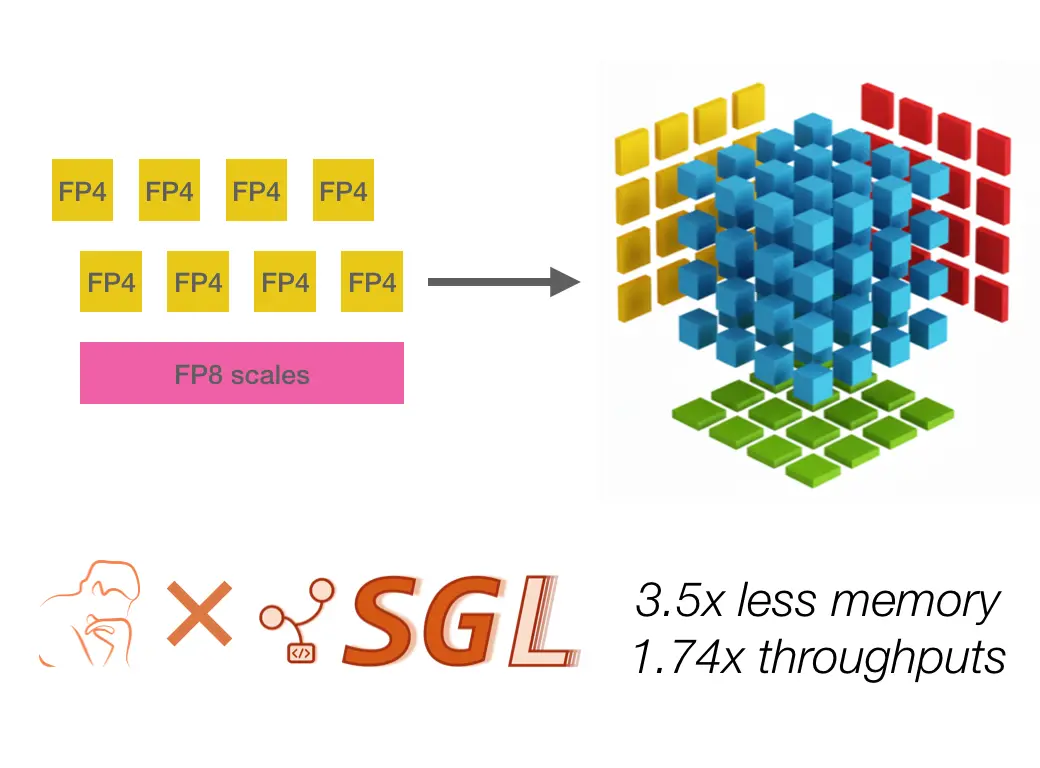 FP4 FP4 FP4 FP4
FP4 FP4 FP4 FP4
FP8 scales
</>
SGL
3.5x less memory
1.74x throughputs